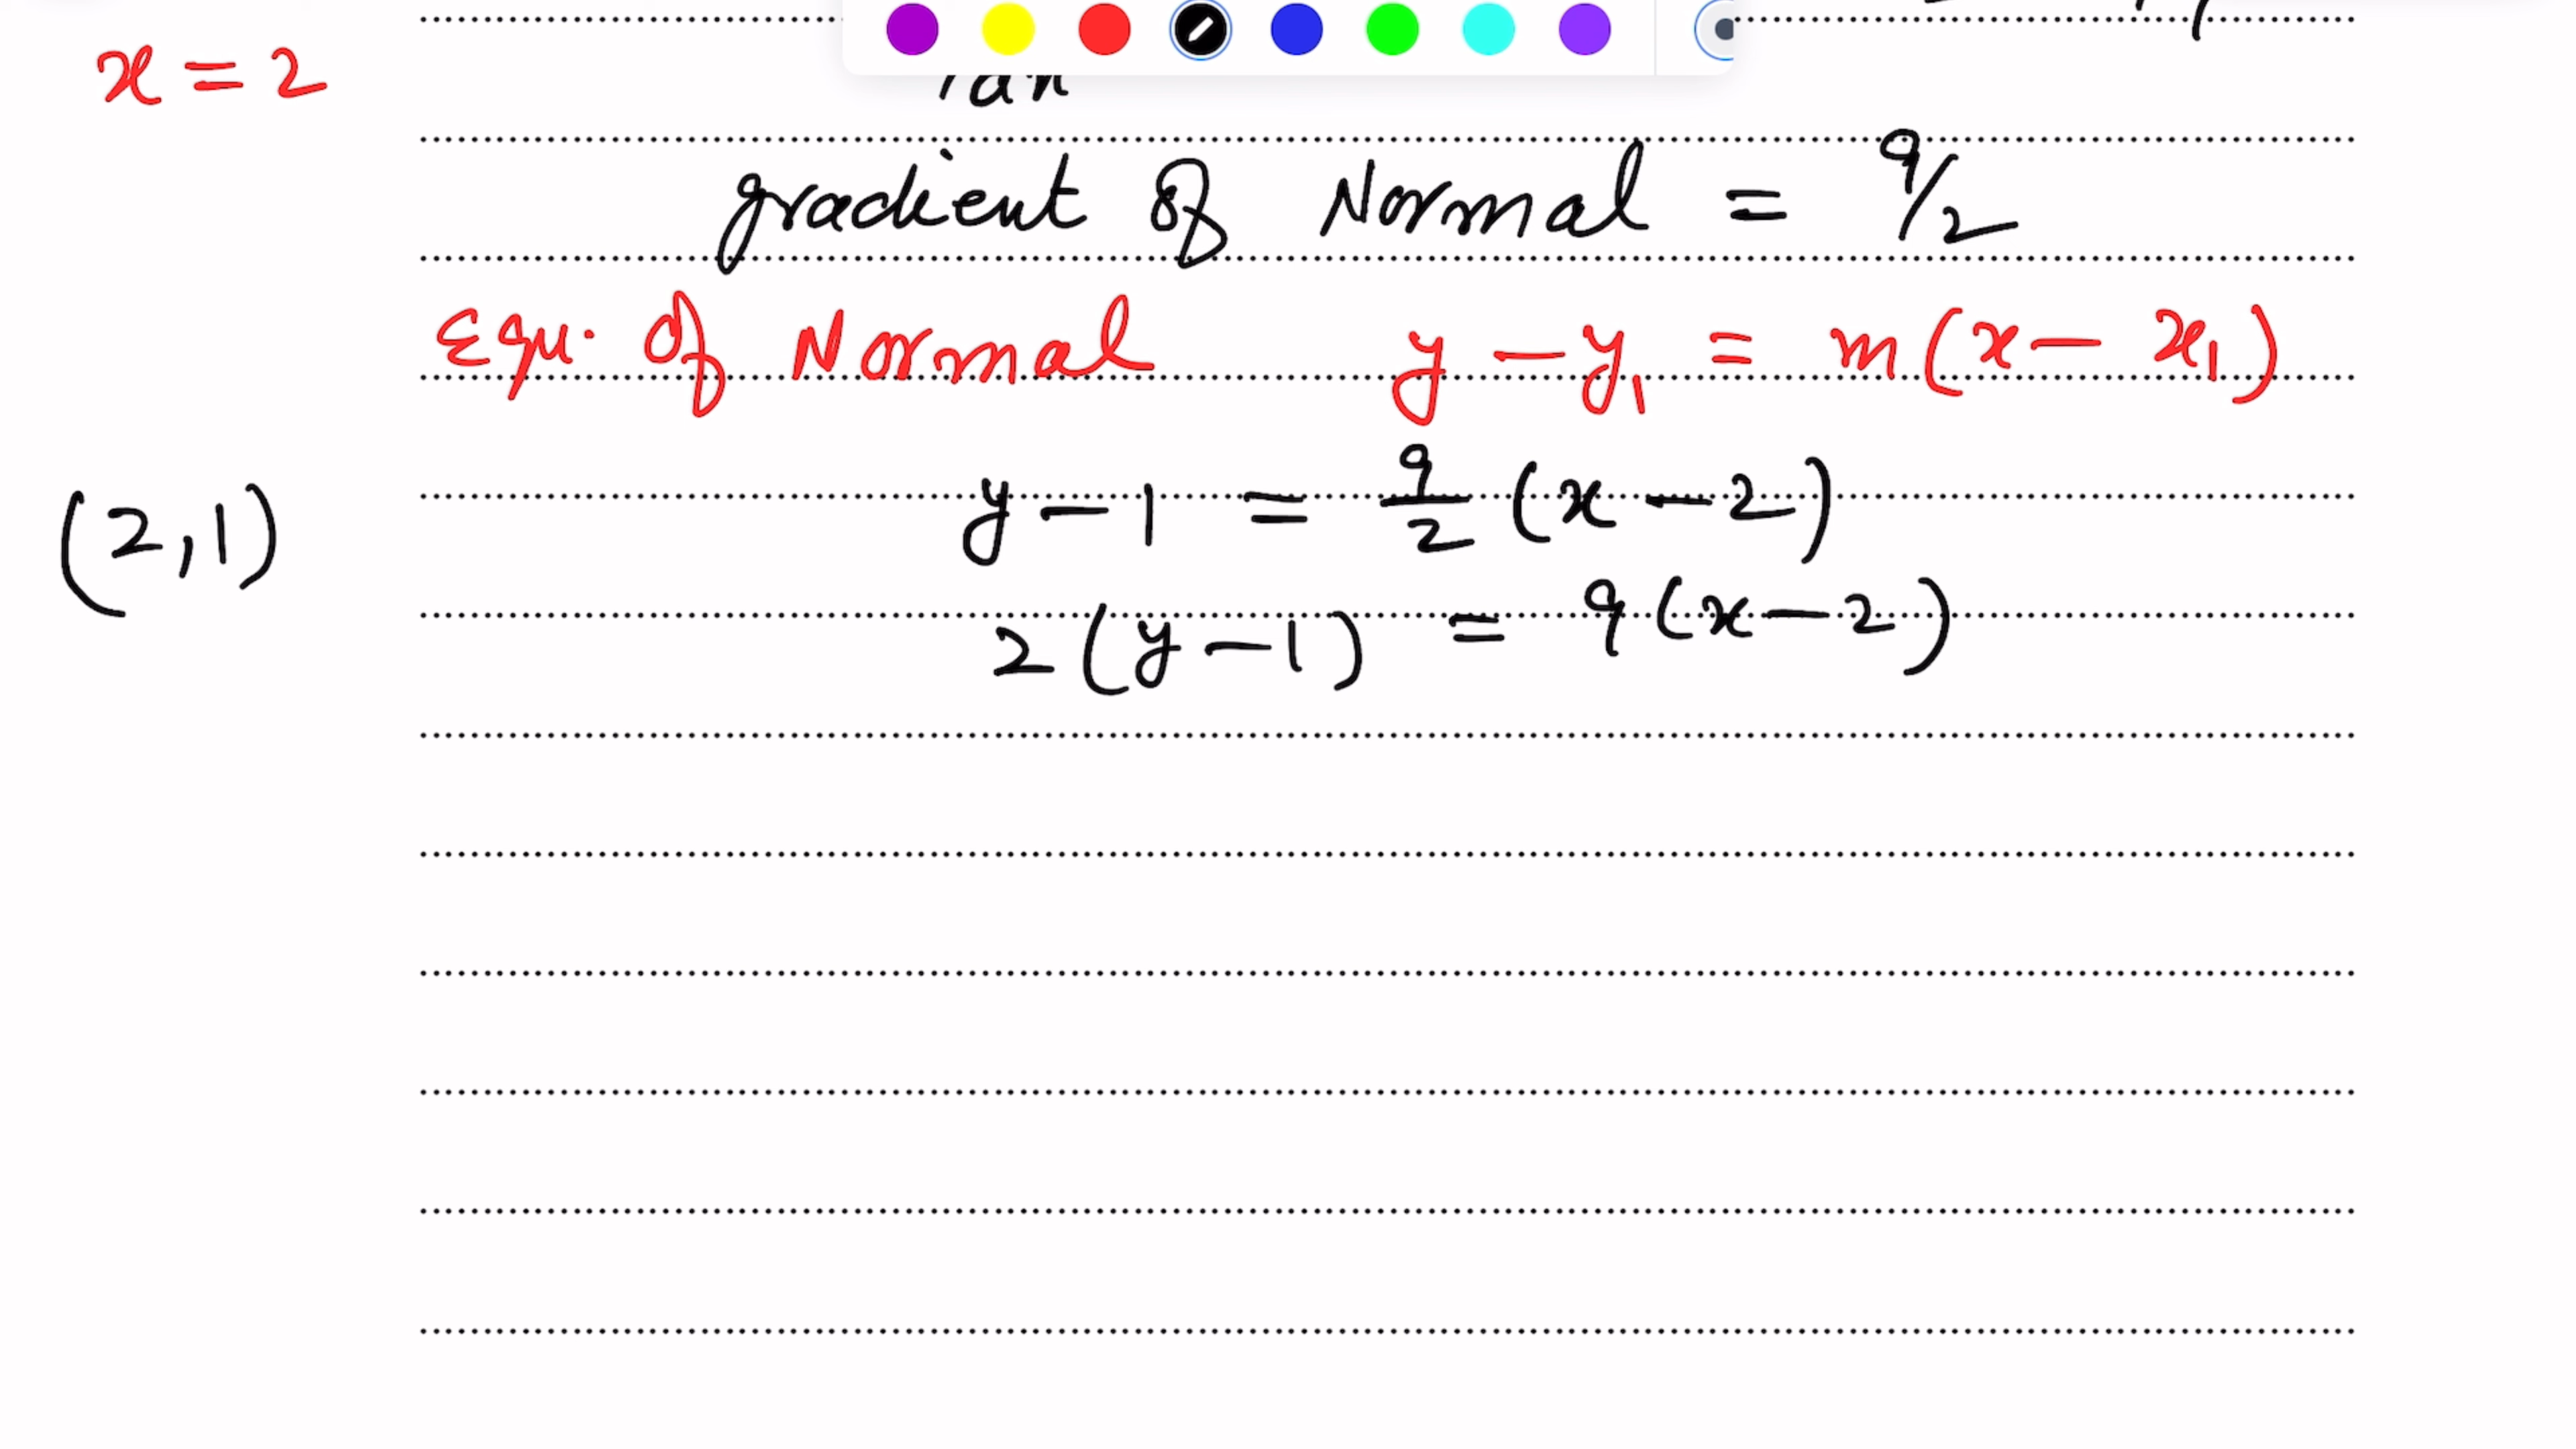 x = 2
gradient of Normal = 9/2
Equ. of Normal y - y₁ = m(x - x₁)
(2,1)
y - 1 = 9/2 (x - 2)
2(y - 1) = 9(x - 2)